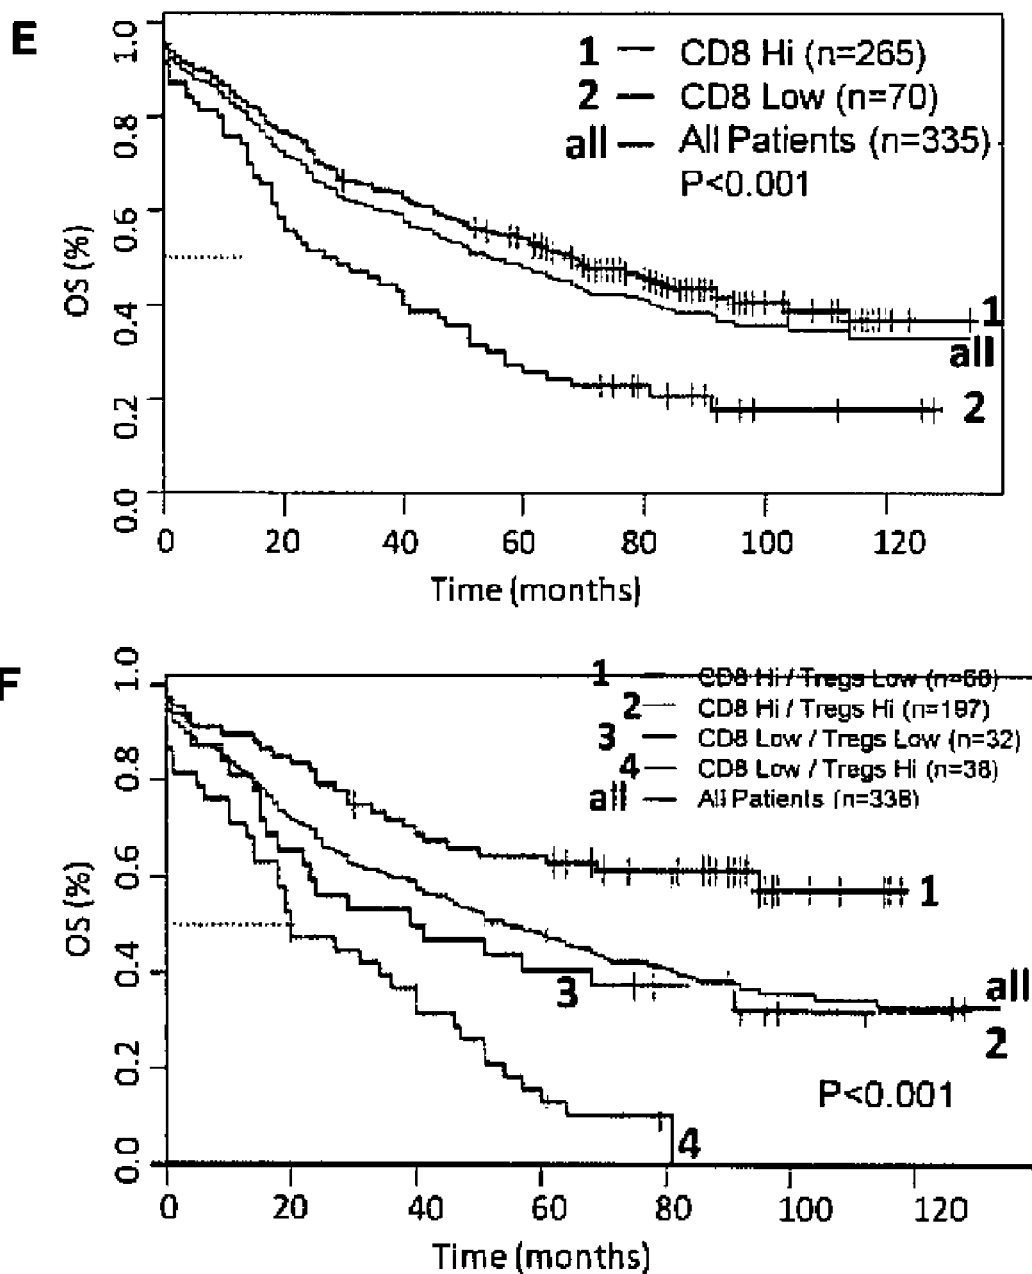 E
1 — CD8 Hi (n=265)
2 — CD8 Low (n=70)
all — All Patients (n=335)
P<0.001
OS (%)
1.0
0.8
0.6
0.4
0.2
0.0
1
all
2
0 20 40 60 80 100 120
Time (months)
F
1 — CD8 Hi / Tregs Low
2 — CD8 Hi / Tregs Hi (n=197)
3 — CD8 Low / Tregs Low (n=32)
4 — CD8 Low / Tregs Hi (n=38)
all — All Patients
OS (%)
1.0
0.8
0.6
0.4
0.2
0.0
1
3
all
2
P<0.001
4
0 20 40 60 80 100 120
Time (months)